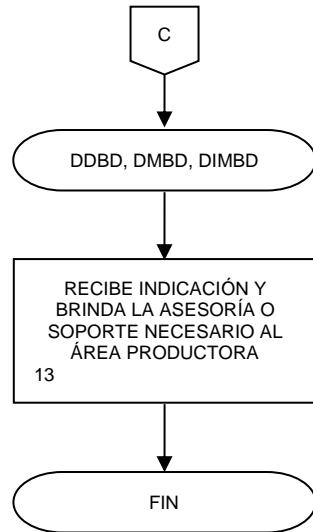 C
DDBD, DMBD, DIMBD
RECIBE INDICACIÓN Y
BRINDA LA ASESORÍA O
SOPORTE NECESARIO AL
ÁREA PRODUCTORA
13
FIN